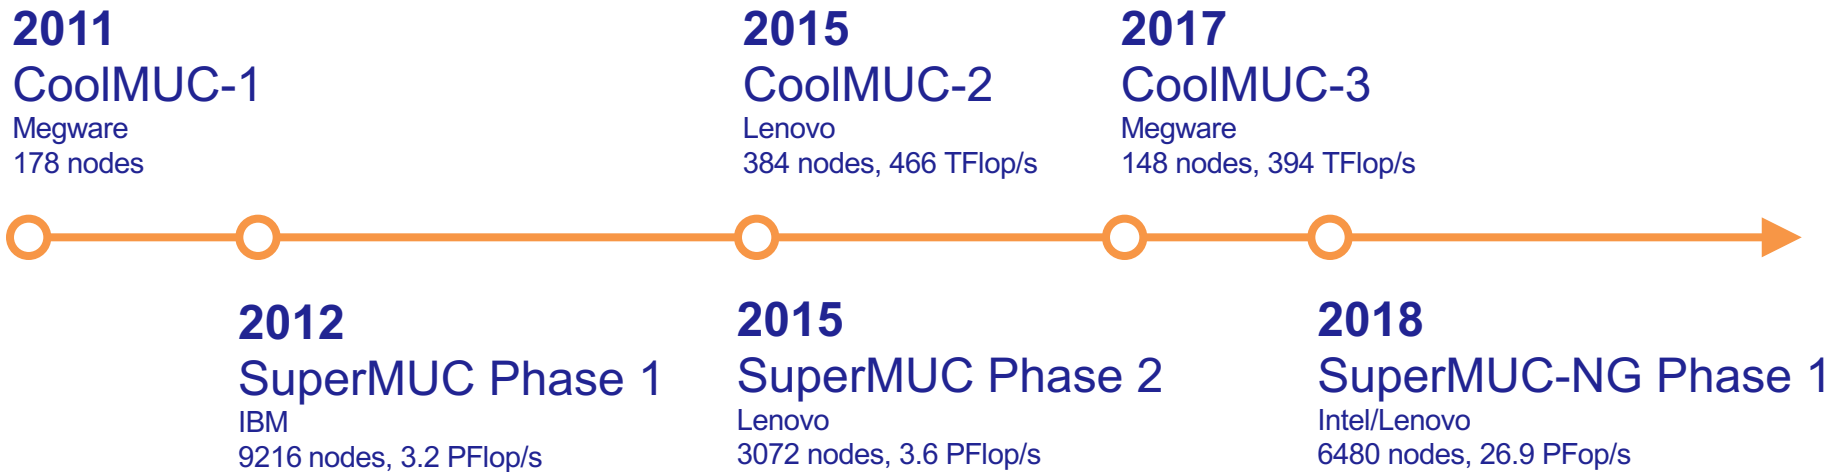 2011
CoolMUC-1
Megware
178 nodes
2015
CoolMUC-2
Lenovo
384 nodes, 466 TFlop/s
2017
CoolMUC-3
Megware
148 nodes, 394 TFlop/s
2012
SuperMUC Phase 1
IBM
9216 nodes, 3.2 PFlop/s
2015
SuperMUC Phase 2
Lenovo
3072 nodes, 3.6 PFlop/s
2018
SuperMUC-NG Phase 1
Intel/Lenovo
6480 nodes, 26.9 PFop/s